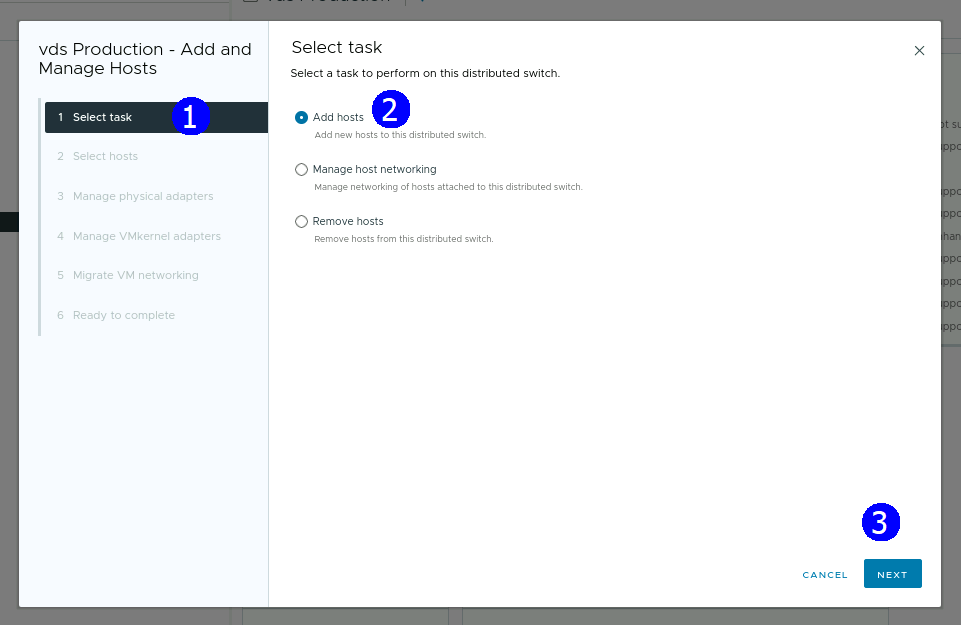 vds Production - Add and
Manage Hosts
1 Select task
1
2 Select hosts
3 Manage physical adapters
4 Manage VMkernel adapters
5 Migrate VM networking
6 Ready to complete
Select task
Select a task to perform on this distributed switch.
Add hosts
2
Add new hosts to this distributed switch.
Manage host networking
Manage networking of hosts attached to this distributed switch.
Remove hosts
Remove hosts from this distributed switch.
3
CANCEL
NEXT